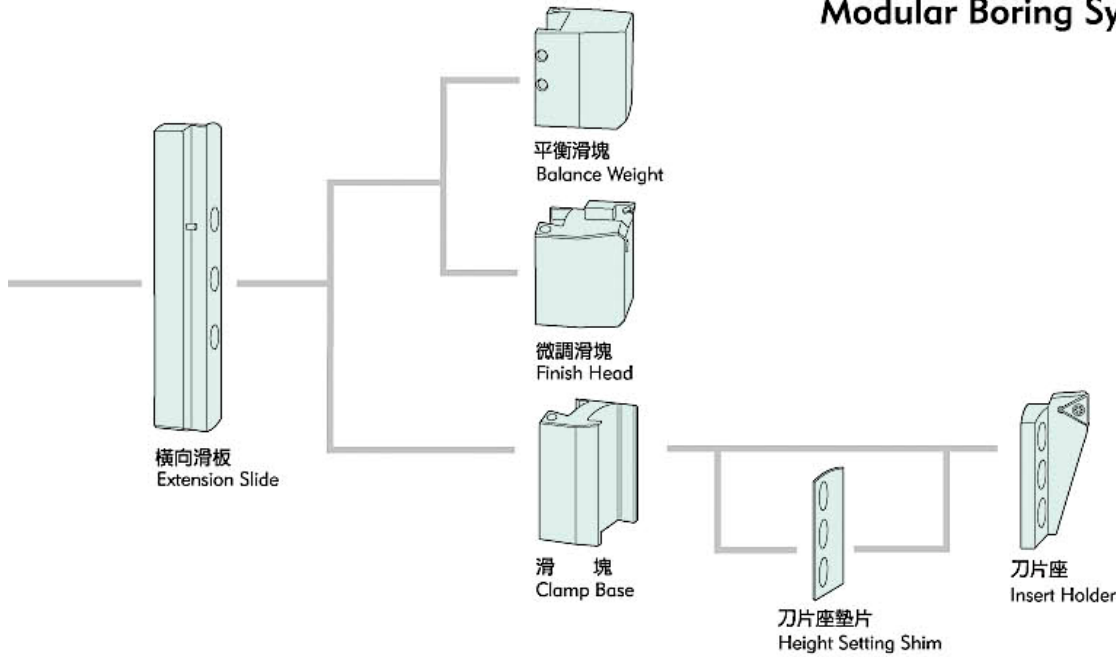 Modular Boring Sy
平衡滑塊
Balance Weight
微調滑塊
Finish Head
橫向滑板
Extension Slide
滑 塊
Clamp Base
刀片座墊片
Height Setting Shim
刀片座
Insert Holder